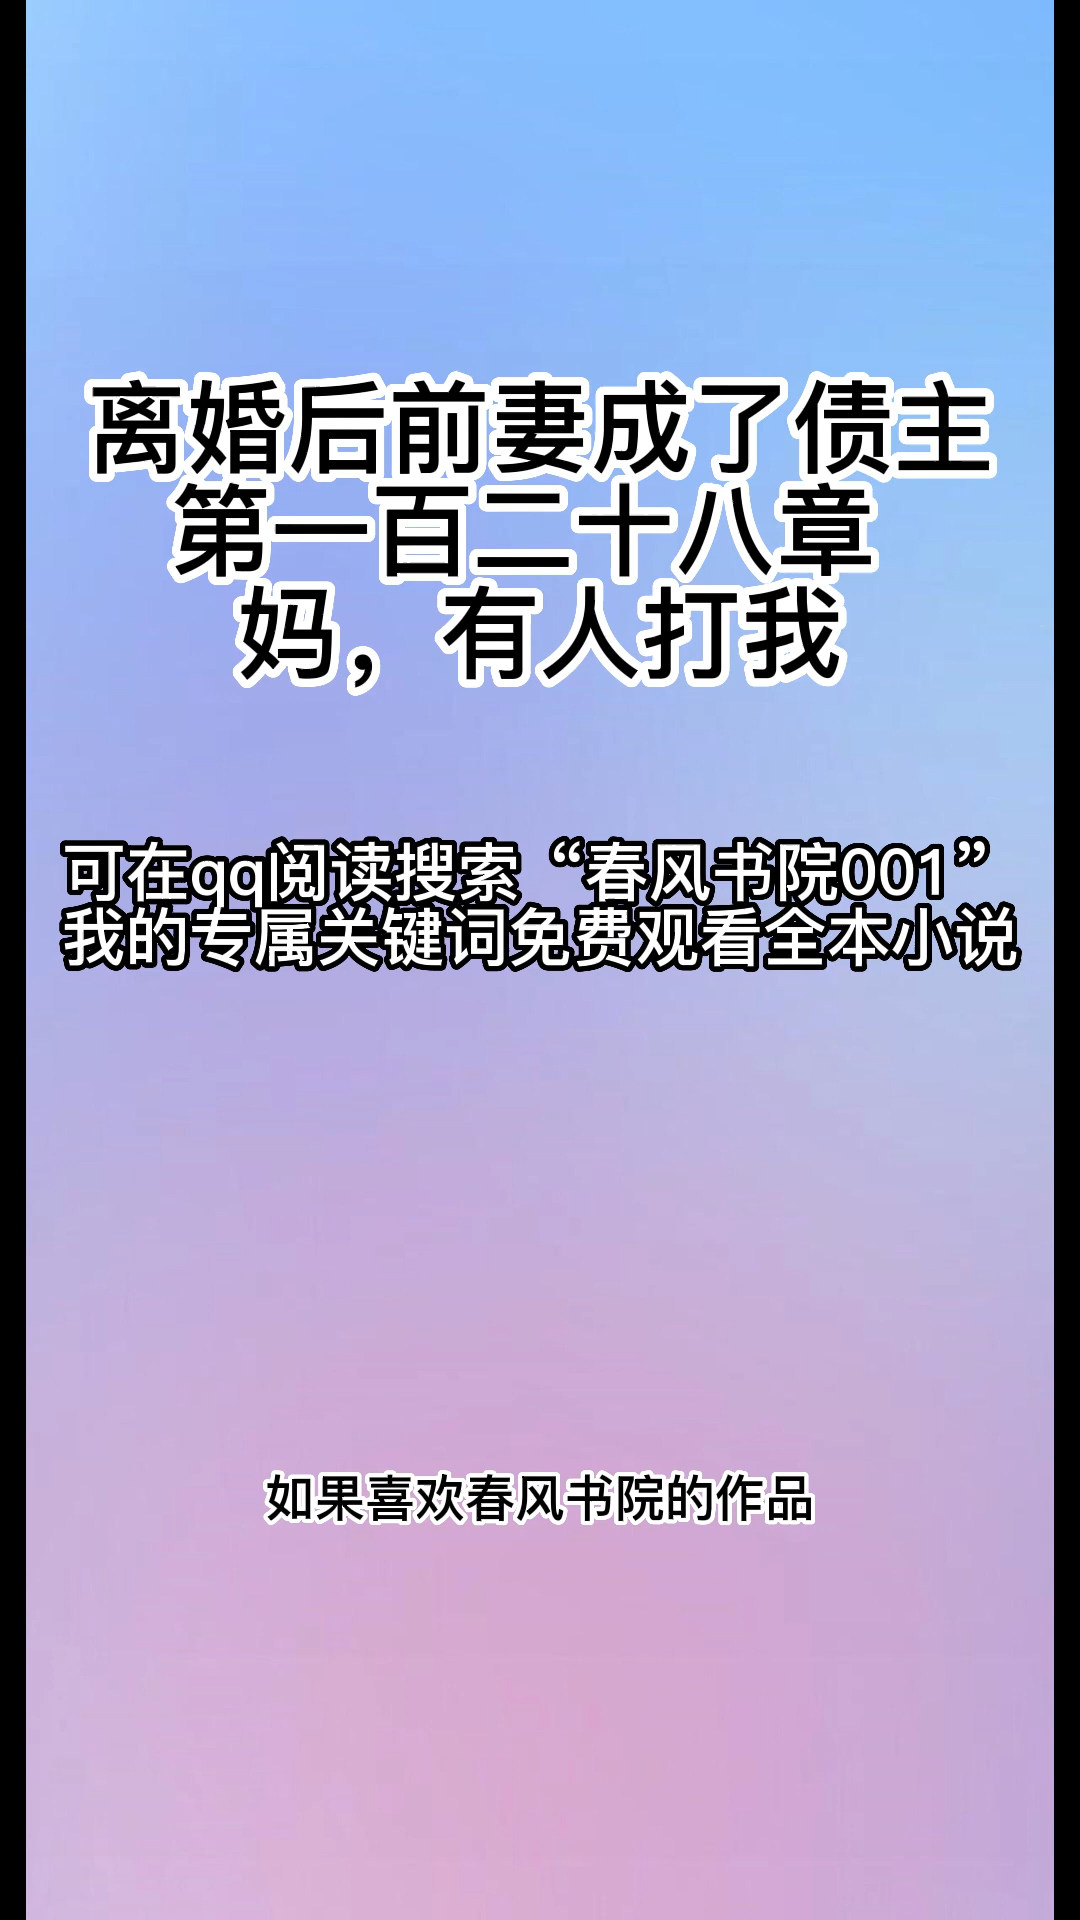 离婚后前妻成了债主
第一百二十八章
妈，有人打我
可在qq阅读搜索“春风书院001”
我的专属关键词免费观看全本小说
如果喜欢春风书院的作品